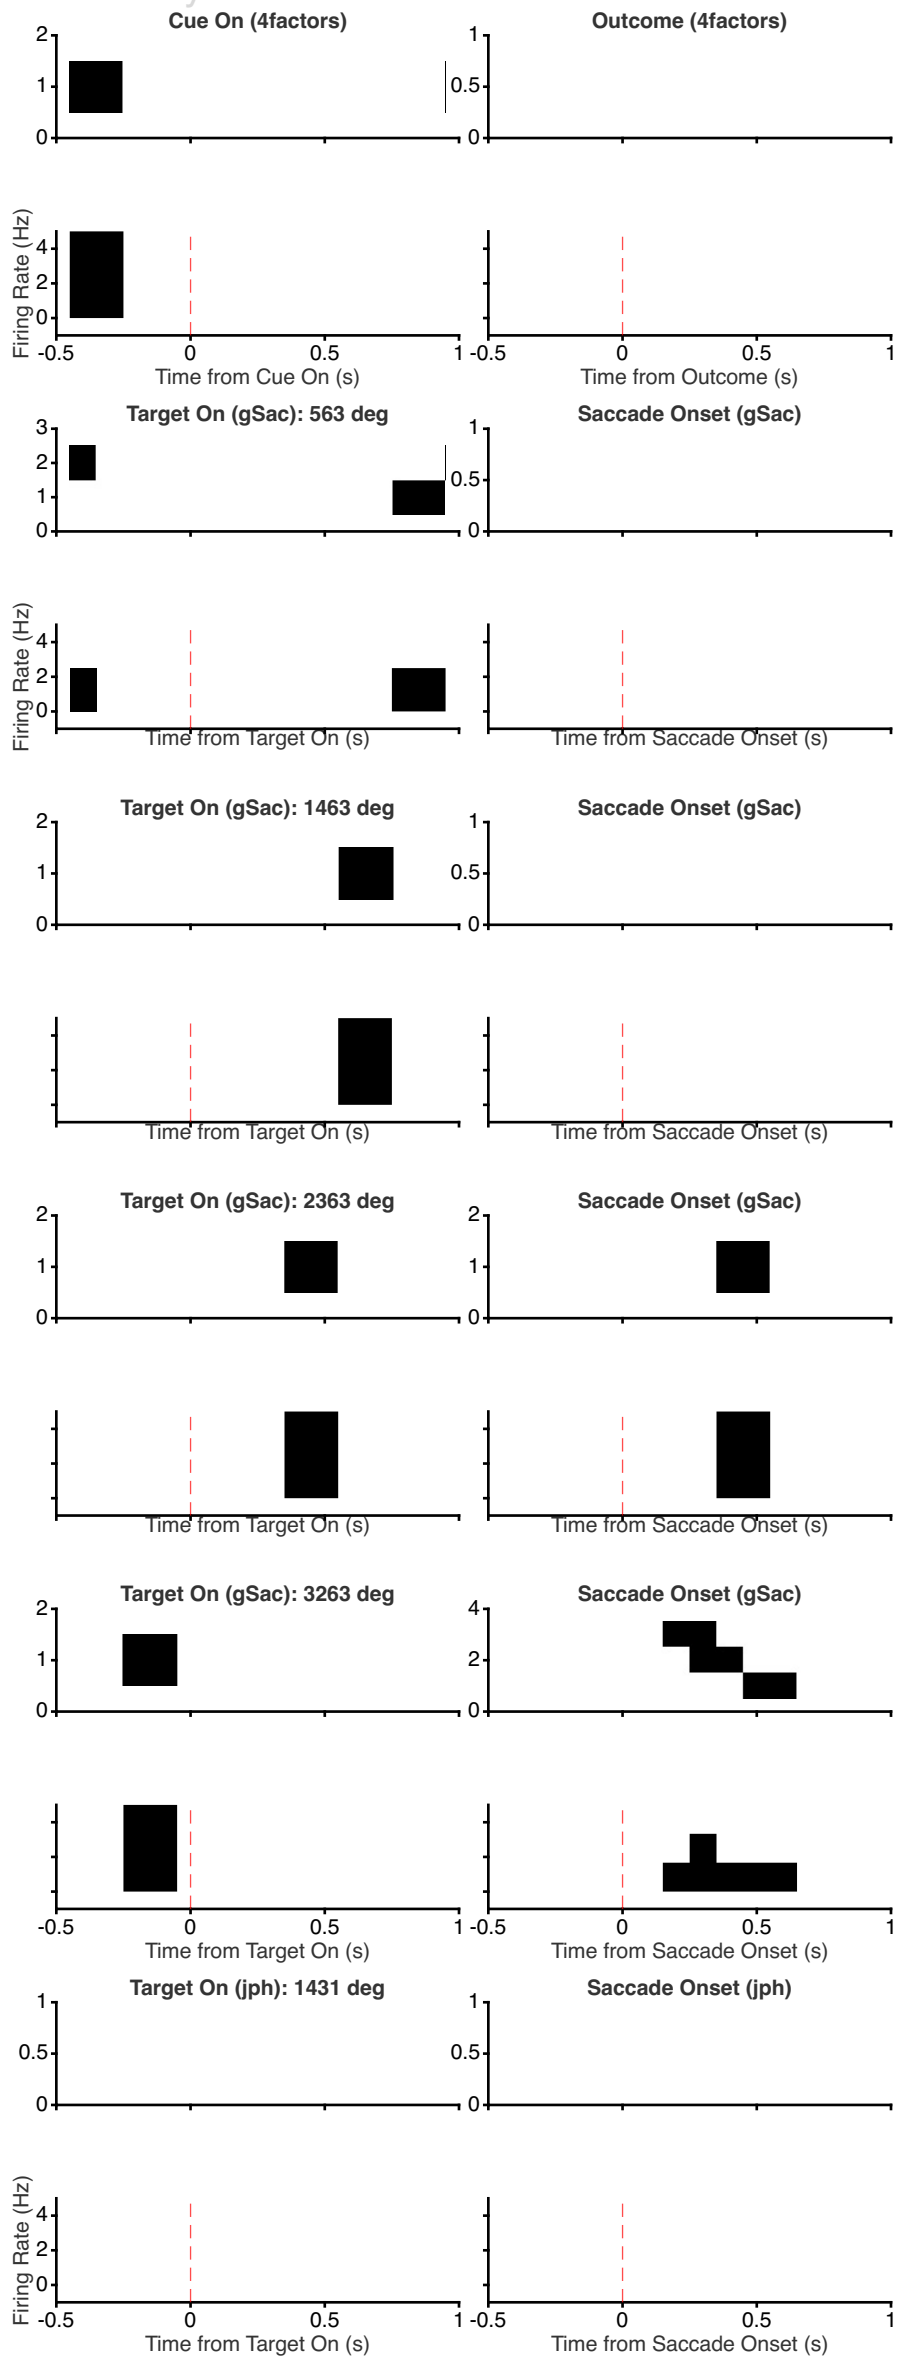 Cue On (4factors)
Outcome (4factors)
2
1
0
1
0.5
0
Firing Rate (Hz)
4
2
0
-0.5 0 0.5 1
-0.5 0 0.5 1
Time from Cue On (s)
Time from Outcome (s)
Target On (gSac): 563 deg
Saccade Onset (gSac)
3
2
1
0
1
0.5
0
Firing Rate (Hz)
4
2
0
Time from Target On (s)
Time from Saccade Onset (s)
Target On (gSac): 1463 deg
Saccade Onset (gSac)
2
1
0
1
0.5
0
Time from Target On (s)
Time from Saccade Onset (s)
Target On (gSac): 2363 deg
Saccade Onset (gSac)
2
1
0
2
1
0
Time from Target On (s)
Time from Saccade Onset (s)
Target On (gSac): 3263 deg
Saccade Onset (gSac)
2
1
0
4
2
0
-0.5 0 0.5 1
-0.5 0 0.5 1
Time from Target On (s)
Time from Saccade Onset (s)
Target On (jph): 1431 deg
Saccade Onset (jph)
1
0.5
0
1
0.5
0
Firing Rate (Hz)
4
2
0
-0.5 0 0.5 1
-0.5 0 0.5 1
Time from Target On (s)
Time from Saccade Onset (s)